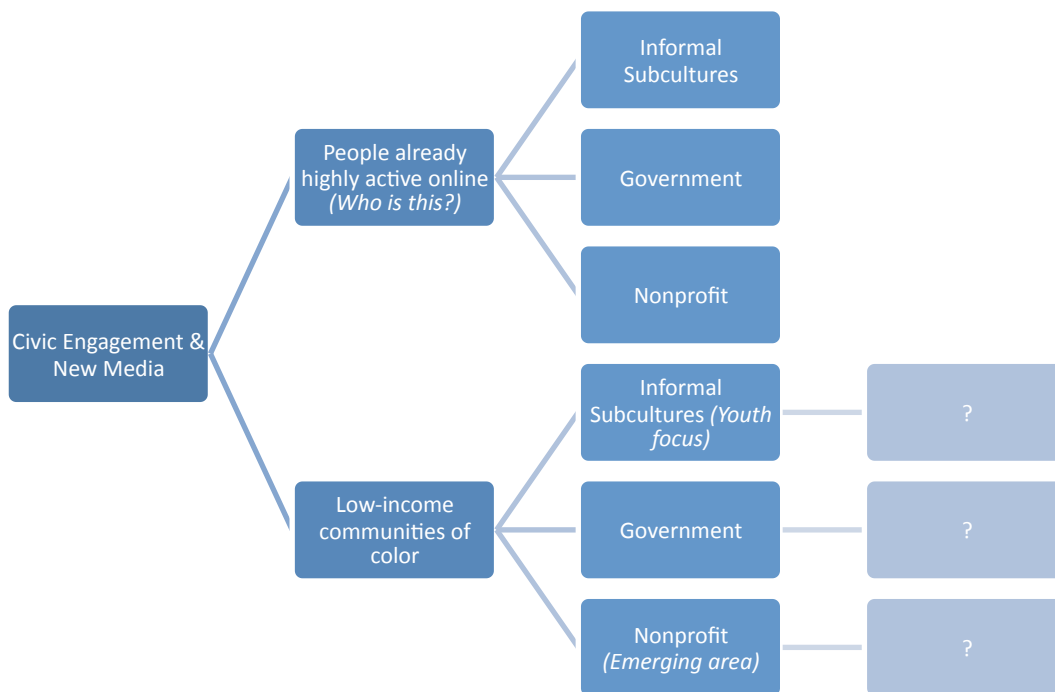 Informal
Subcultures
People already
highly active online
(Who is this?)
Government
Nonprofit
Civic Engagement &
New Media
Informal
Subcultures (Youth
focus)
?
Low-income
communities of
color
Government
?
Nonprofit
(Emerging area)
?